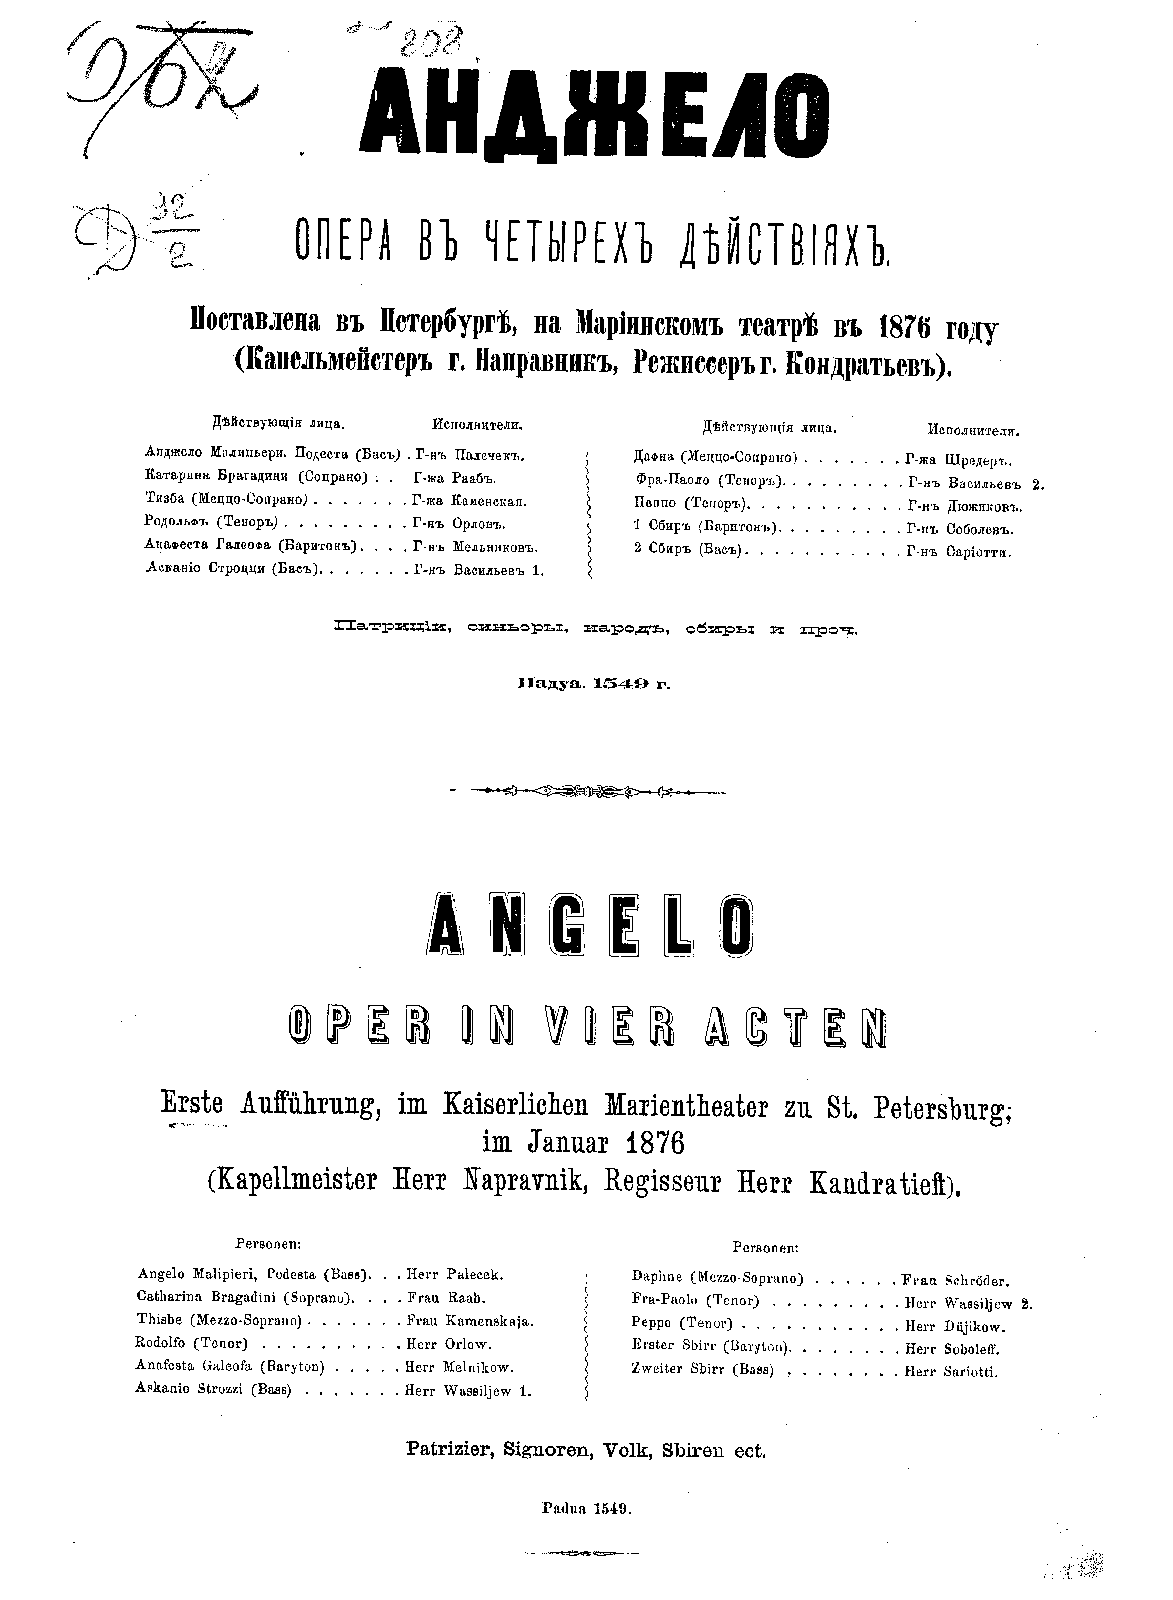 208
АНДЖЕЛО
32
2
ОПЕРА ВЪ ЧЕТЫРЕХЪ ДѢЙСТВІЯХЪ.
Поставлена въ Петербургѣ, на Маріинскомъ театрѣ въ 1876 году
(Капельмейстеръ г. Направникъ, Режиссеръ г. Кондратьевъ).
Дѣйствующія лица. Исполнители.
Анджело Малипьери. Подеста (Басъ) . Г-нъ Палечекъ.
Катарина Брагадини (Сопрано) . . Г-жа Раабъ.
Тизба (Меццо-Сопрано) . . . . . . . Г-жа Каменская.
Родольфъ (Теноръ) . . . . . . . . . Г-нъ Орловъ.
Анафеста Галеофа (Баритонъ) . . . . Г-нъ Мельниковъ.
Асканіо Строцци (Басъ). . . . . . . Г-нъ Васильевъ 1.
Дѣйствующія лица. Исполнители.
Дафна (Меццо-Сопрано) . . . . . . . Г-жа Шредеръ.
Фра-Паоло (Теноръ). . . . . . . . . Г-нъ Васильевъ 2.
Пеппо (Теноръ). . . . . . . . . . . Г-нъ Дюжиковъ.
1 Сбиръ (Баритонъ). . . . . . . . . Г-нъ Соболевъ.
2 Сбиръ (Басъ). . . . . . . . . . . Г-нъ Саріотти.
Патриціи, синьоры, народъ, сбиры и проч.
Падуа. 1549 г.
ANGELO
OPER IN VIER ACTEN
Erste Aufführung, im Kaiserlichen Marientheater zu St. Petersburg;
im Januar 1876
(Kapellmeister Herr Napravnik, Regisseur Herr Kandratieff).
Personen:
Angelo Malipieri, Podesta (Bass). . . Herr Palecek.
Catharina Bragadini (Soprano). . . . Frau Raab.
Thisbe (Mezzo-Soprano) . . . . . . . Frau Kamenskaja.
Rodolfo (Tenor) . . . . . . . . . . Herr Orlow.
Anafesta Galeofa (Baryton) . . . . . Herr Melnikow.
Askanio Strozzi (Bass) . . . . . . . Herr Wassiljew 1.
Personen:
Daphne (Mezzo-Soprano) . . . . . . Frau Schröder.
Fra-Paolo (Tenor) . . . . . . . . . Herr Wassiljew 2.
Peppo (Tenor) . . . . . . . . . . . Herr Düjikow.
Erster Sbirr (Baryton). . . . . . . . Herr Soboleff.
Zweiter Sbirr (Bass) . . . . . . . . Herr Sariotti.
Patrizier, Signoren, Volk, Sbiren ect.
Padua 1549.